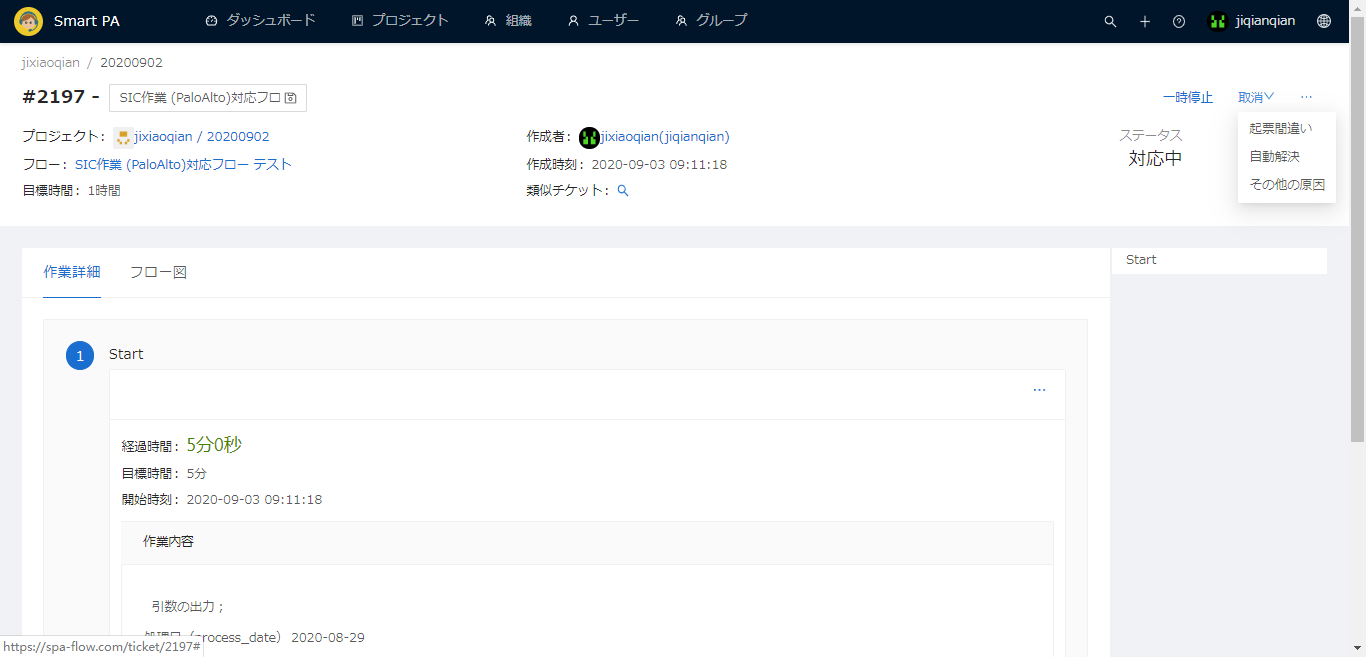 Smart PA ダッシュボード プロジェクト 組織 ユーザー グループ jiqianqian
jixiaoqian / 20200902
#2197 - SIC作業 (PaloAlto)対応フロ 一時停止 取消 ...
プロジェクト: jixiaoqian / 20200902 作成者: jixiaoqian(jiqianqian) ステータス 起票間違い
フロー: SIC作業 (PaloAlto)対応フロー テスト 作成時刻: 2020-09-03 09:11:18 対応中 自動解決
目標時間: 1時間 類似チケット: その他の原因
作業詳細 フロー図 Start
1 Start
...
経過時間: 5分0秒
目標時間: 5分
開始時刻: 2020-09-03 09:11:18
作業内容
引数の出力;
処理日 (process_date) 2020-08-29
https://spa-flow.com/ticket/2197#